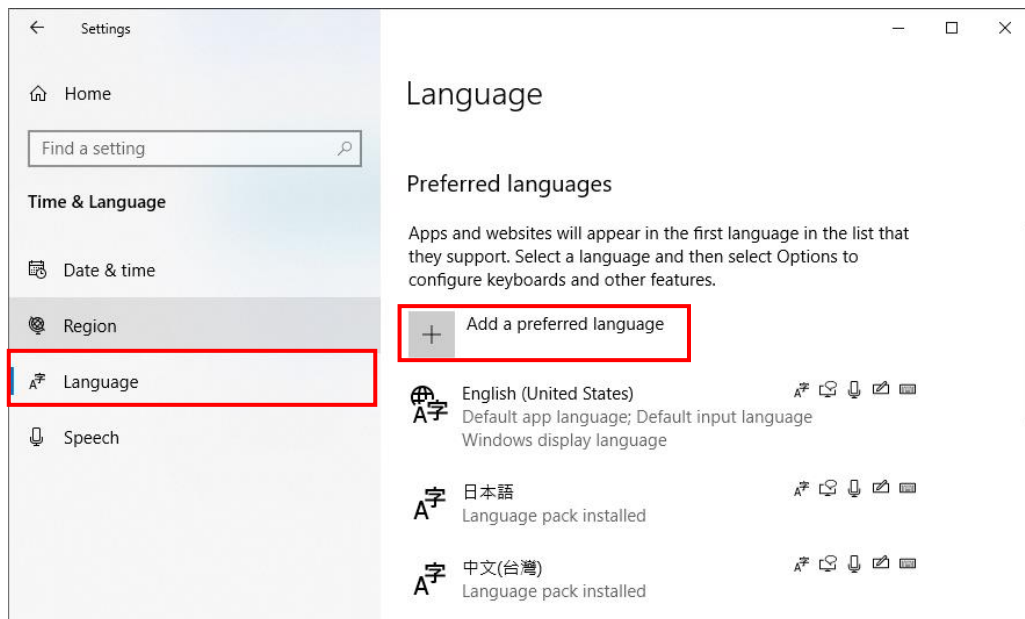 Settings
Home
Find a setting
Time & Language
Date & time
Region
Language
Speech
Language
Preferred languages
Apps and websites will appear in the first language in the list that
they support. Select a language and then select Options to
configure keyboards and other features.
Add a preferred language
English (United States)
Default app language; Default input language
Windows display language
日本語
Language pack installed
中文(台灣)
Language pack installed